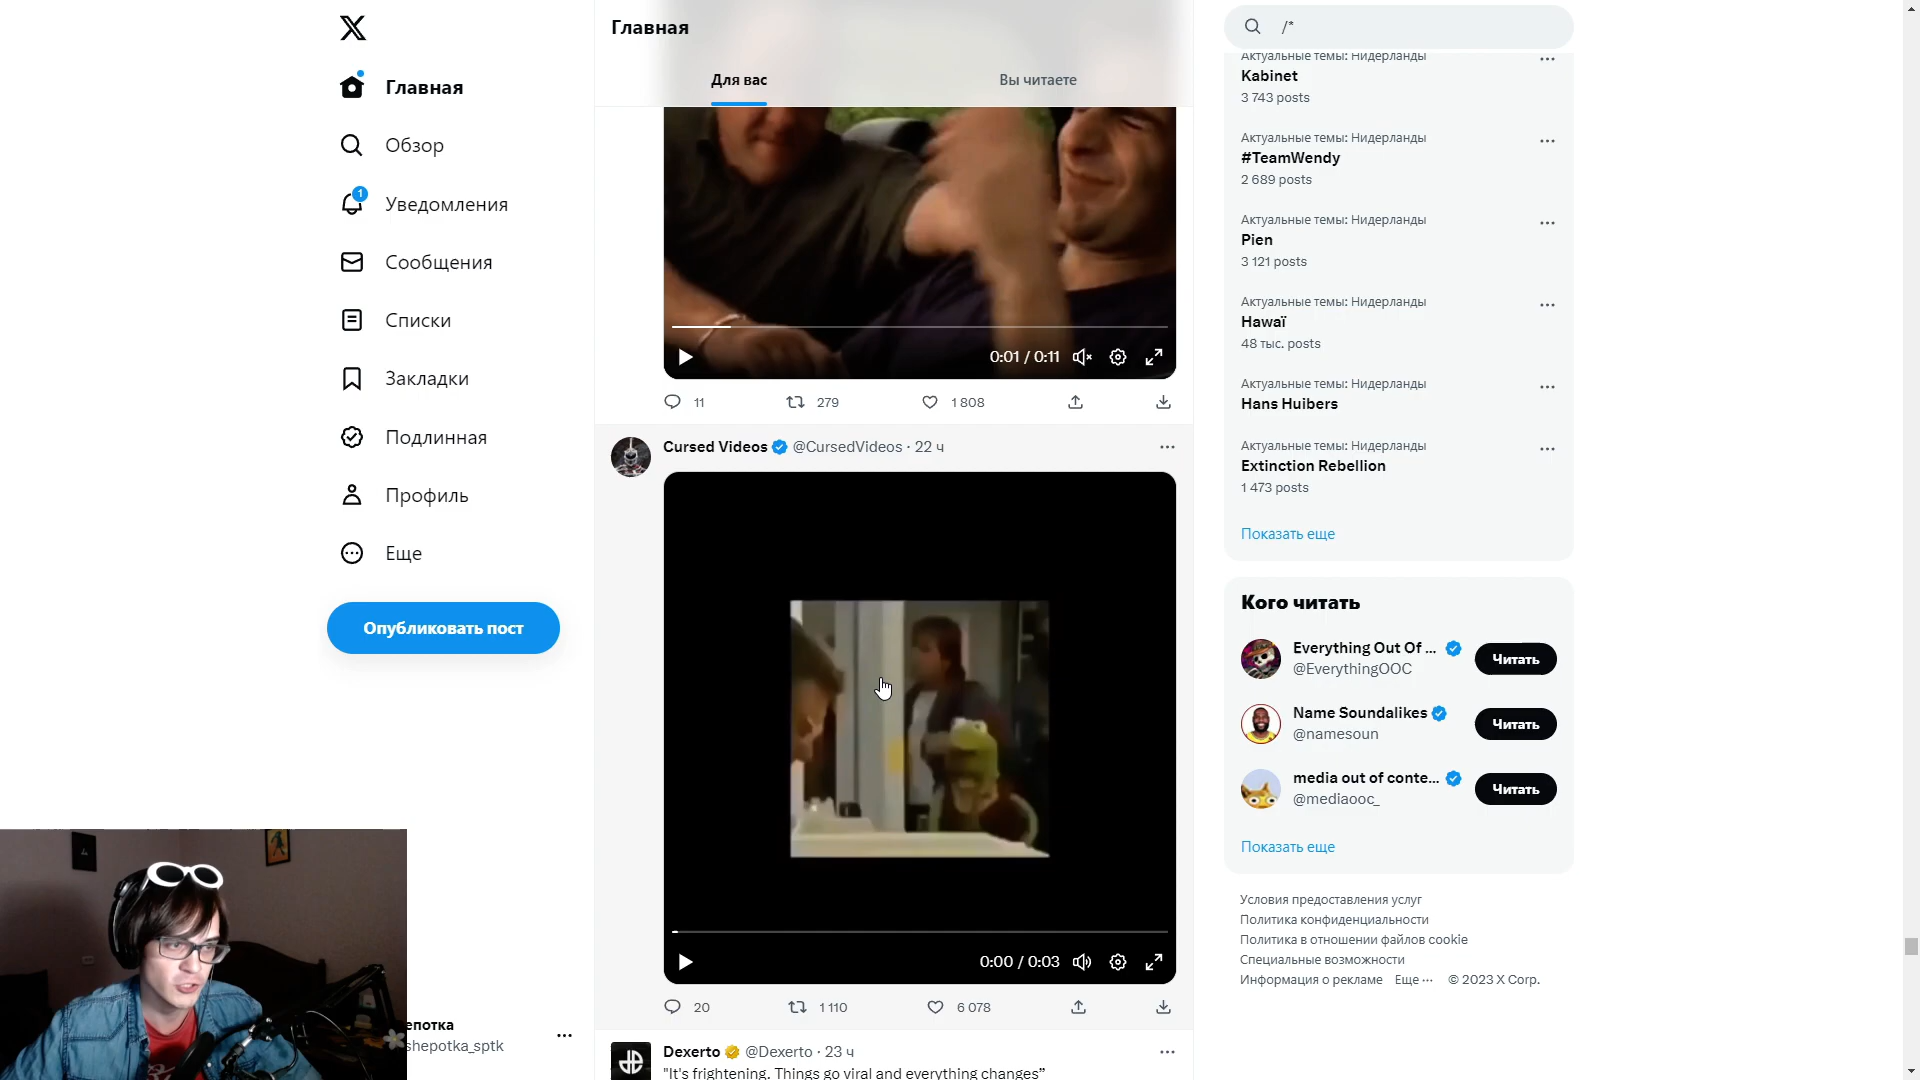 Главная
Обзор
1
Уведомления
Сообщения
Списки
Закладки
Подлинная
Профиль
Еще
Опубликовать пост
епотка
shepotka_sptk
Главная
Для вас
Вы читаете
0:01 / 0:11
11
279
1 808
Cursed Videos @CursedVideos · 22 ч
0:00 / 0:03
20
1 110
6 078
Dexerto @Dexerto · 23 ч
"It's frightening. Things go viral and everything changes”
/*
Актуальные темы: Нидерланды
Kabinet
3 743 posts
Актуальные темы: Нидерланды
#TeamWendy
2 689 posts
Актуальные темы: Нидерланды
Pien
3 121 posts
Актуальные темы: Нидерланды
Hawaï
48 тыс. posts
Актуальные темы: Нидерланды
Hans Huibers
Актуальные темы: Нидерланды
Extinction Rebellion
1 473 posts
Показать еще
Кого читать
Everything Out Of ...
@EverythingOOC
Читать
Name Soundalikes
@namesoun
Читать
media out of conte...
@mediaooc_
Читать
Показать еще
Условия предоставления услуг
Политика конфиденциальности
Политика в отношении файлов cookie
Специальные возможности
Информация о рекламе Еще ··· © 2023 X Corp.